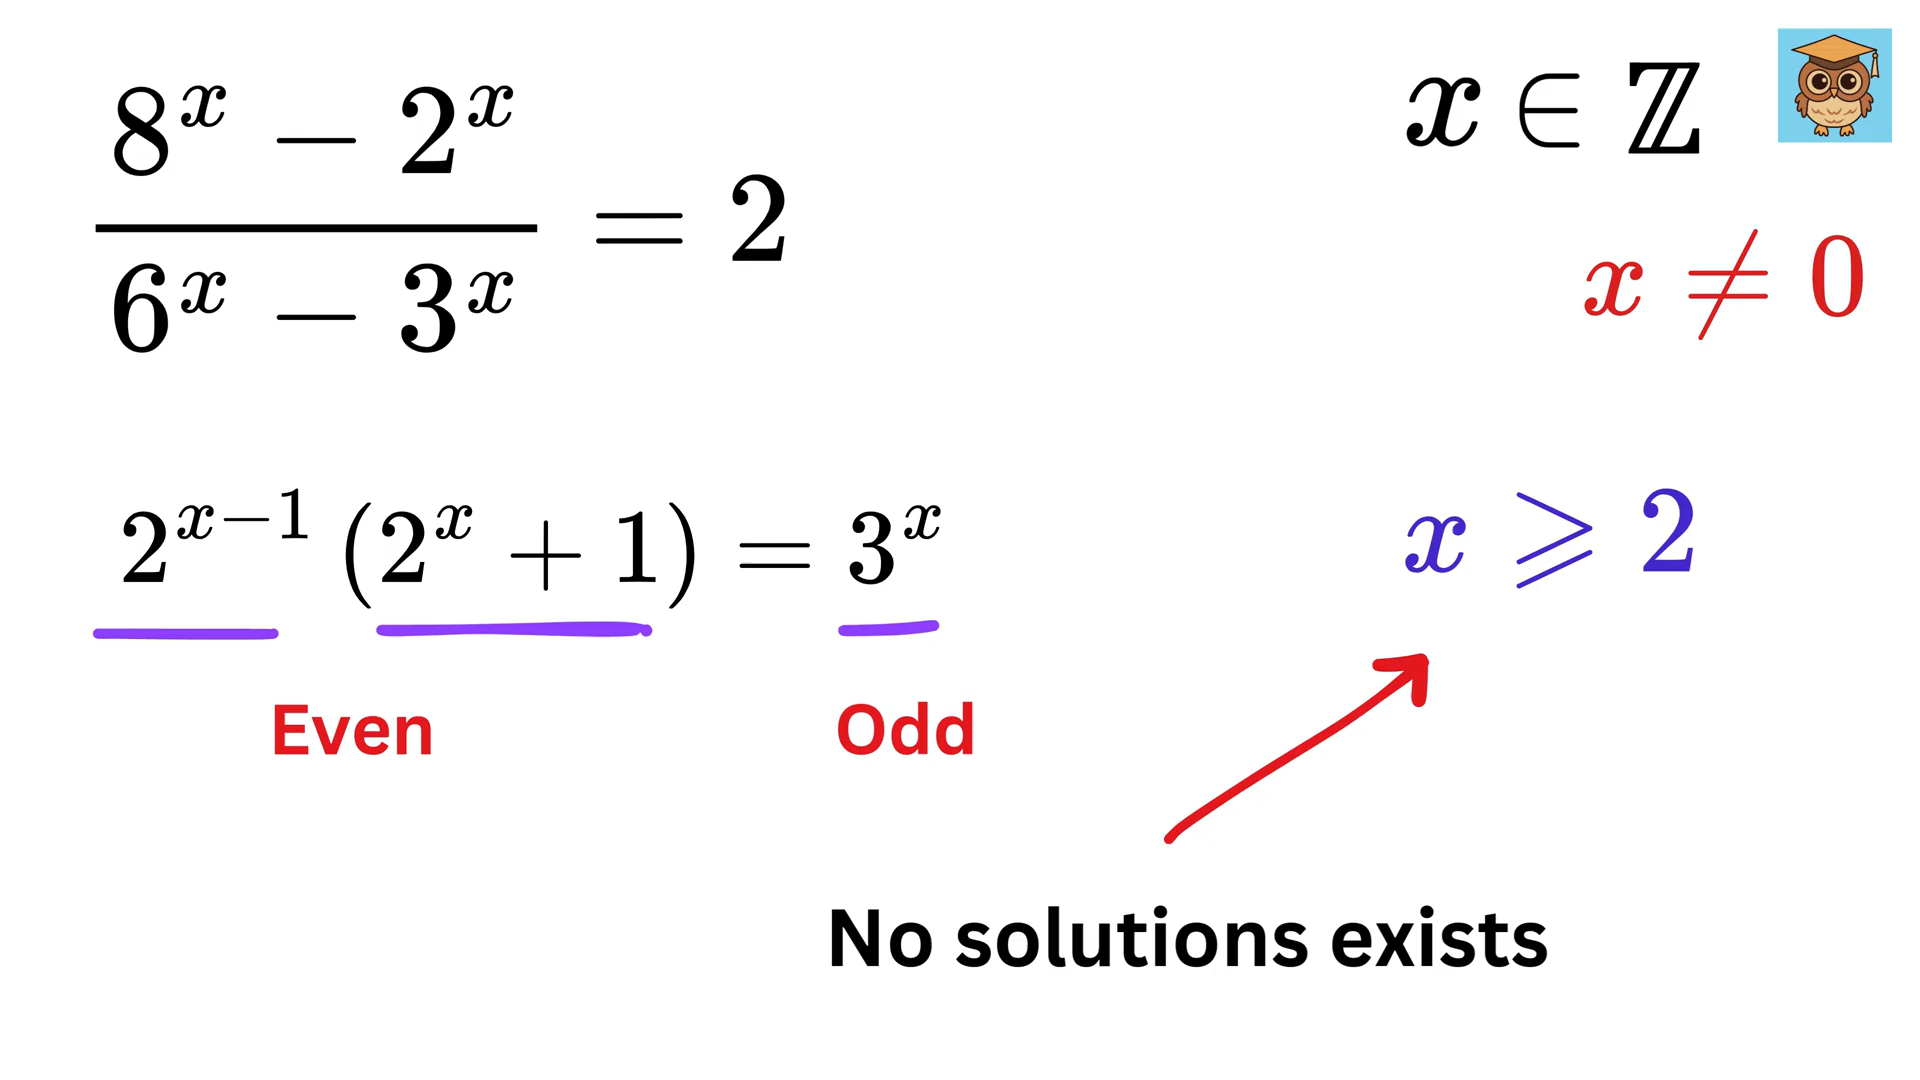 (8^x − 2^x)/(6^x − 3^x) = 2
x ∈ ℤ
x ≠ 0
2^{x−1} (2^x + 1) = 3^x
x ⩾ 2
Even
Odd
No solutions exists